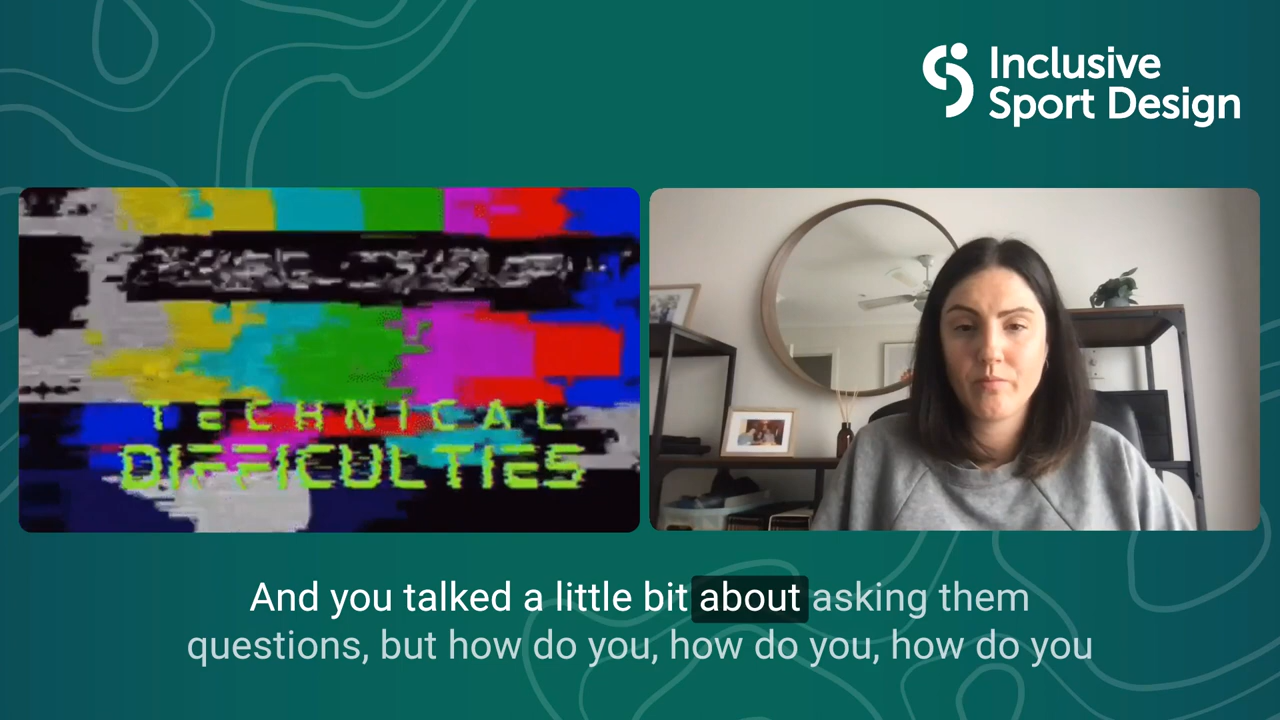 Inclusive
Sport Design
TECHNICAL
DIFFICULTIES
And you talked a little bit about asking them
questions, but how do you, how do you, how do you